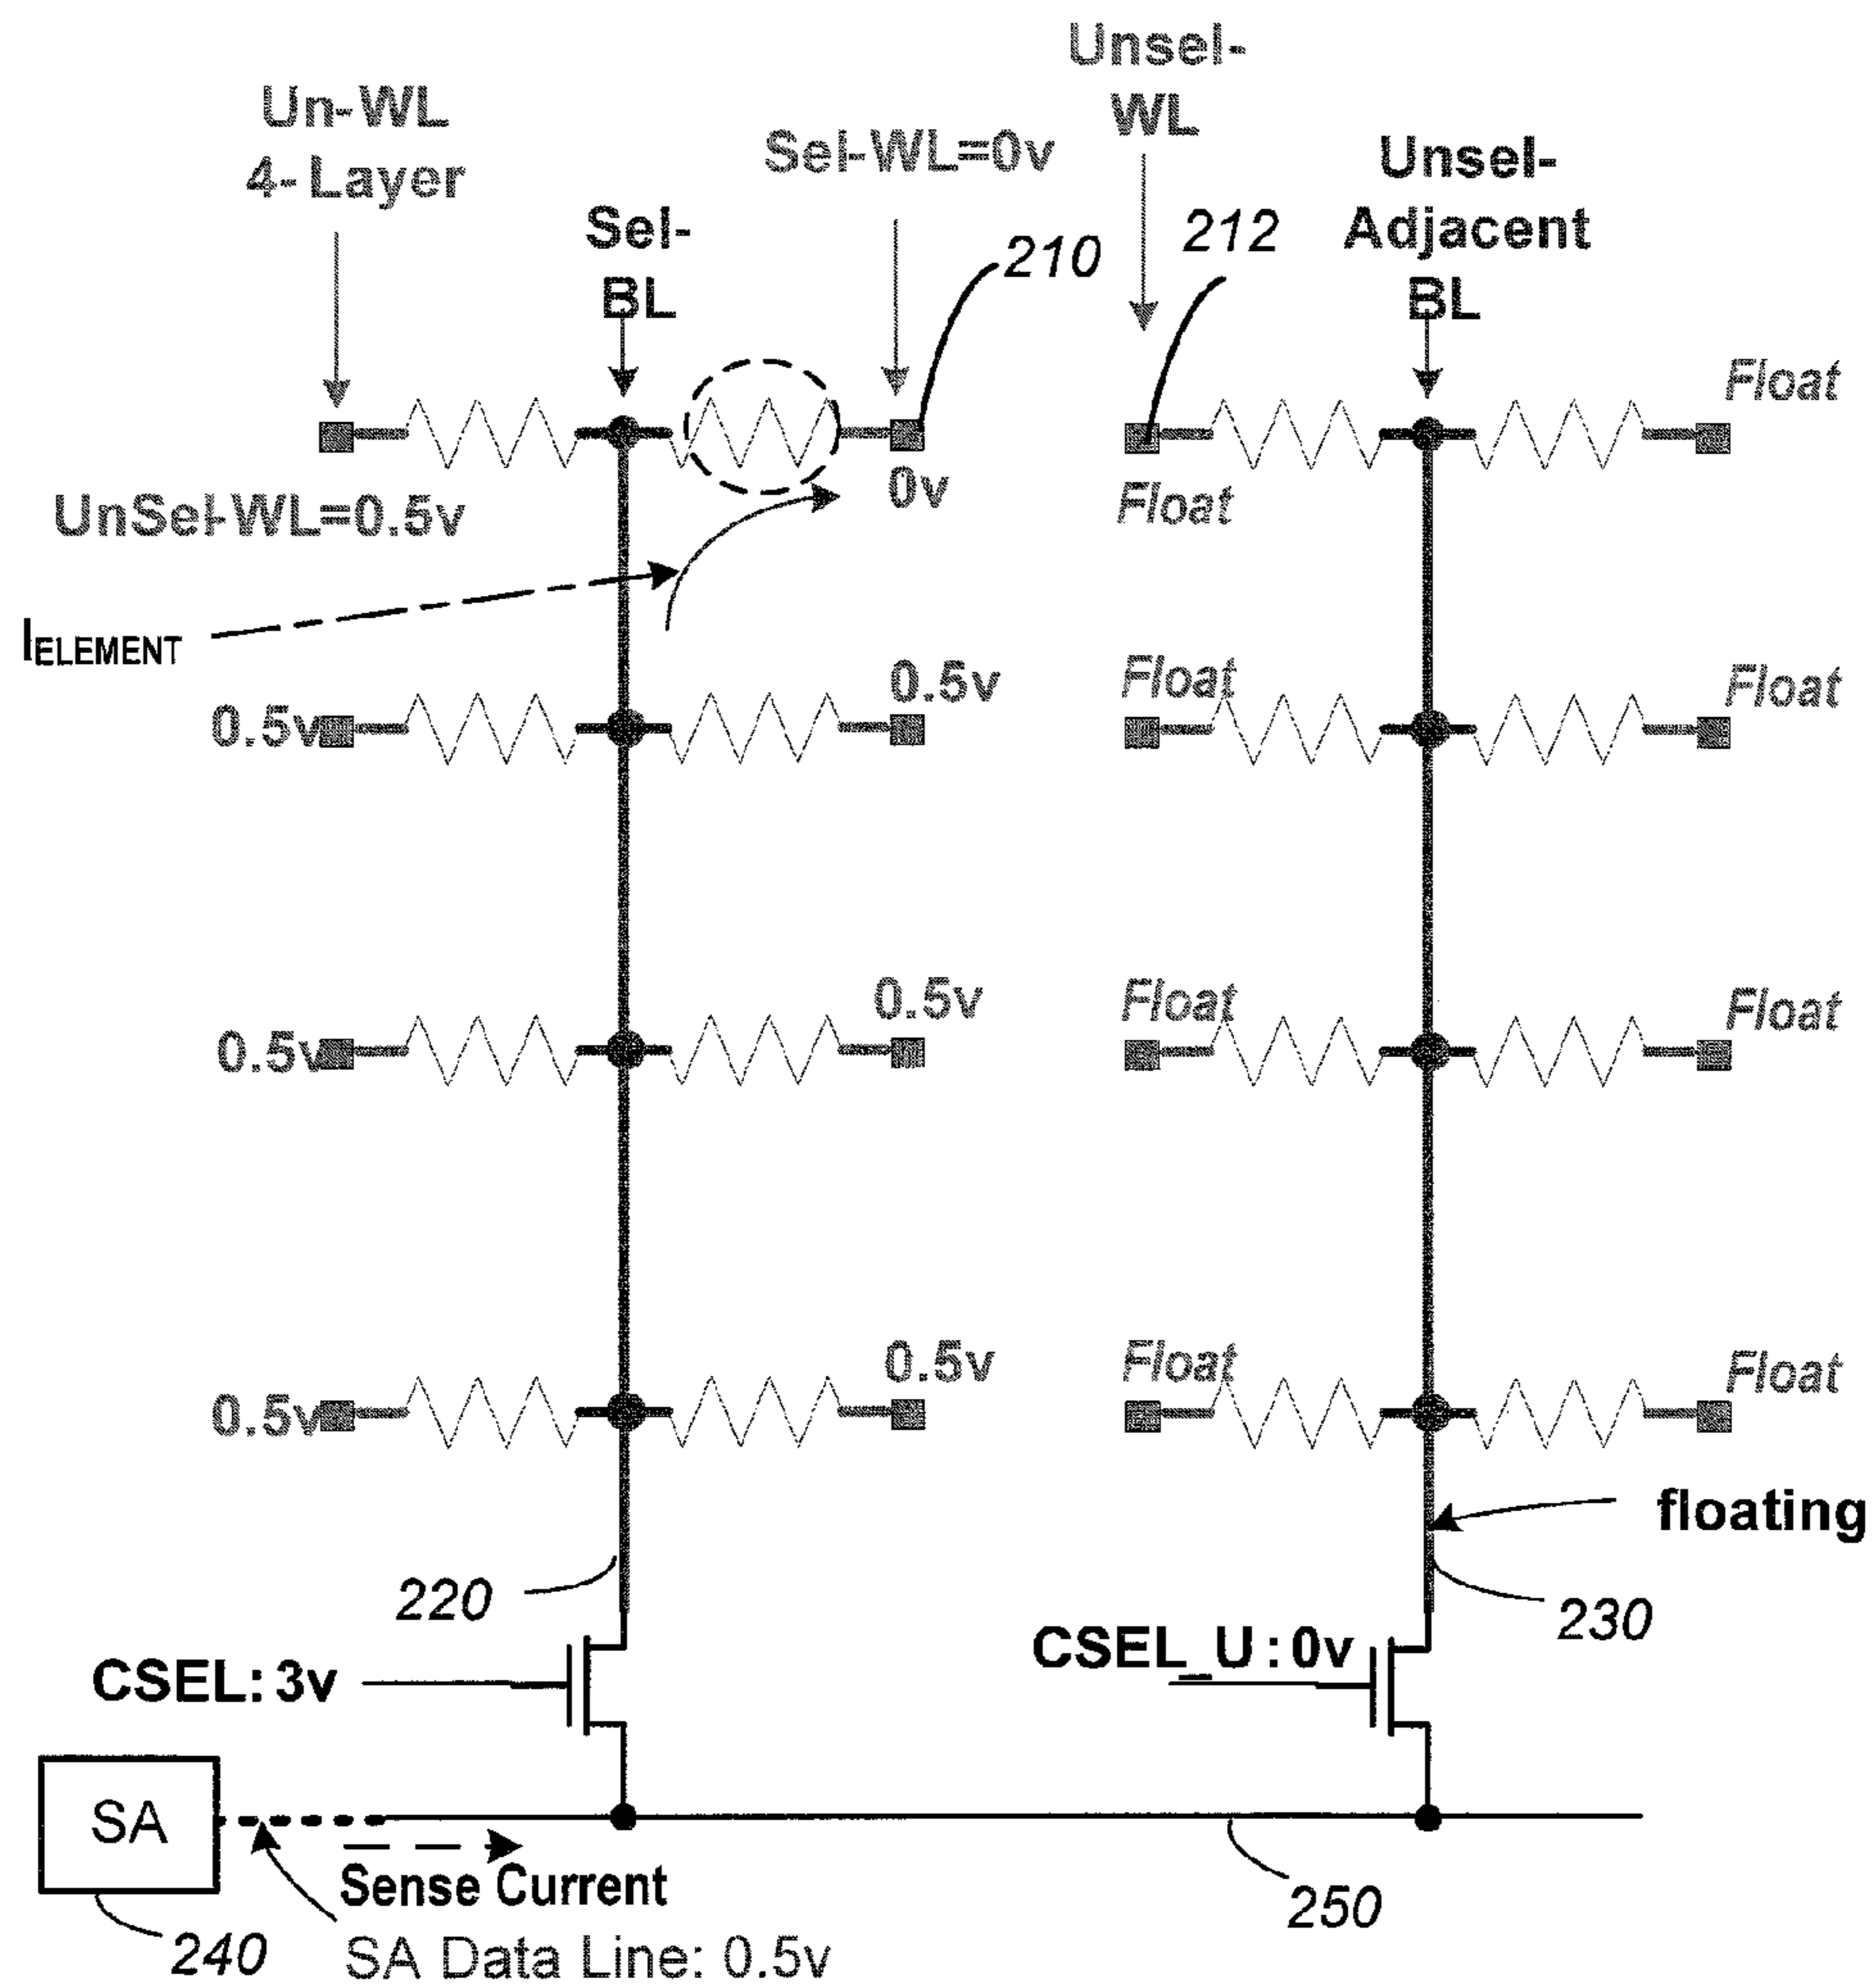 Unsel-
WL
Un-WL
4- Layer
Sel-WL=0v
Unsel-
Adjacent
BL
Sel-
BL
210
212
Float
UnSel-WL=0.5v
0v
Float
IELEMENT
0.5v
0.5v
Float
Float
0.5v
0.5v
Float
Float
0.5v
0.5v
Float
Float
floating
220
230
CSEL: 3v
CSEL_U : 0v
SA
Sense Current
250
240
SA Data Line: 0.5v